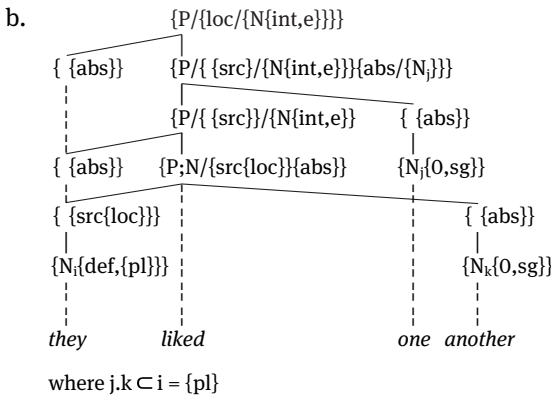 b.
{P/{loc/{N{int,e}}}}
{ {abs}} {P/{ {src}/{N{int,e}}}{abs/{Nj}}}
{P/{ {src}}/{N{int,e}} { {abs}}
{ {abs}} {P;N/{src{loc}}{abs}} {Nj{0,sg}}
{ {src{loc}}} { {abs}}
{Ni{def,{pl}}} {Nk{0,sg}}
they liked one another
where j.k ⊂ i = {pl}